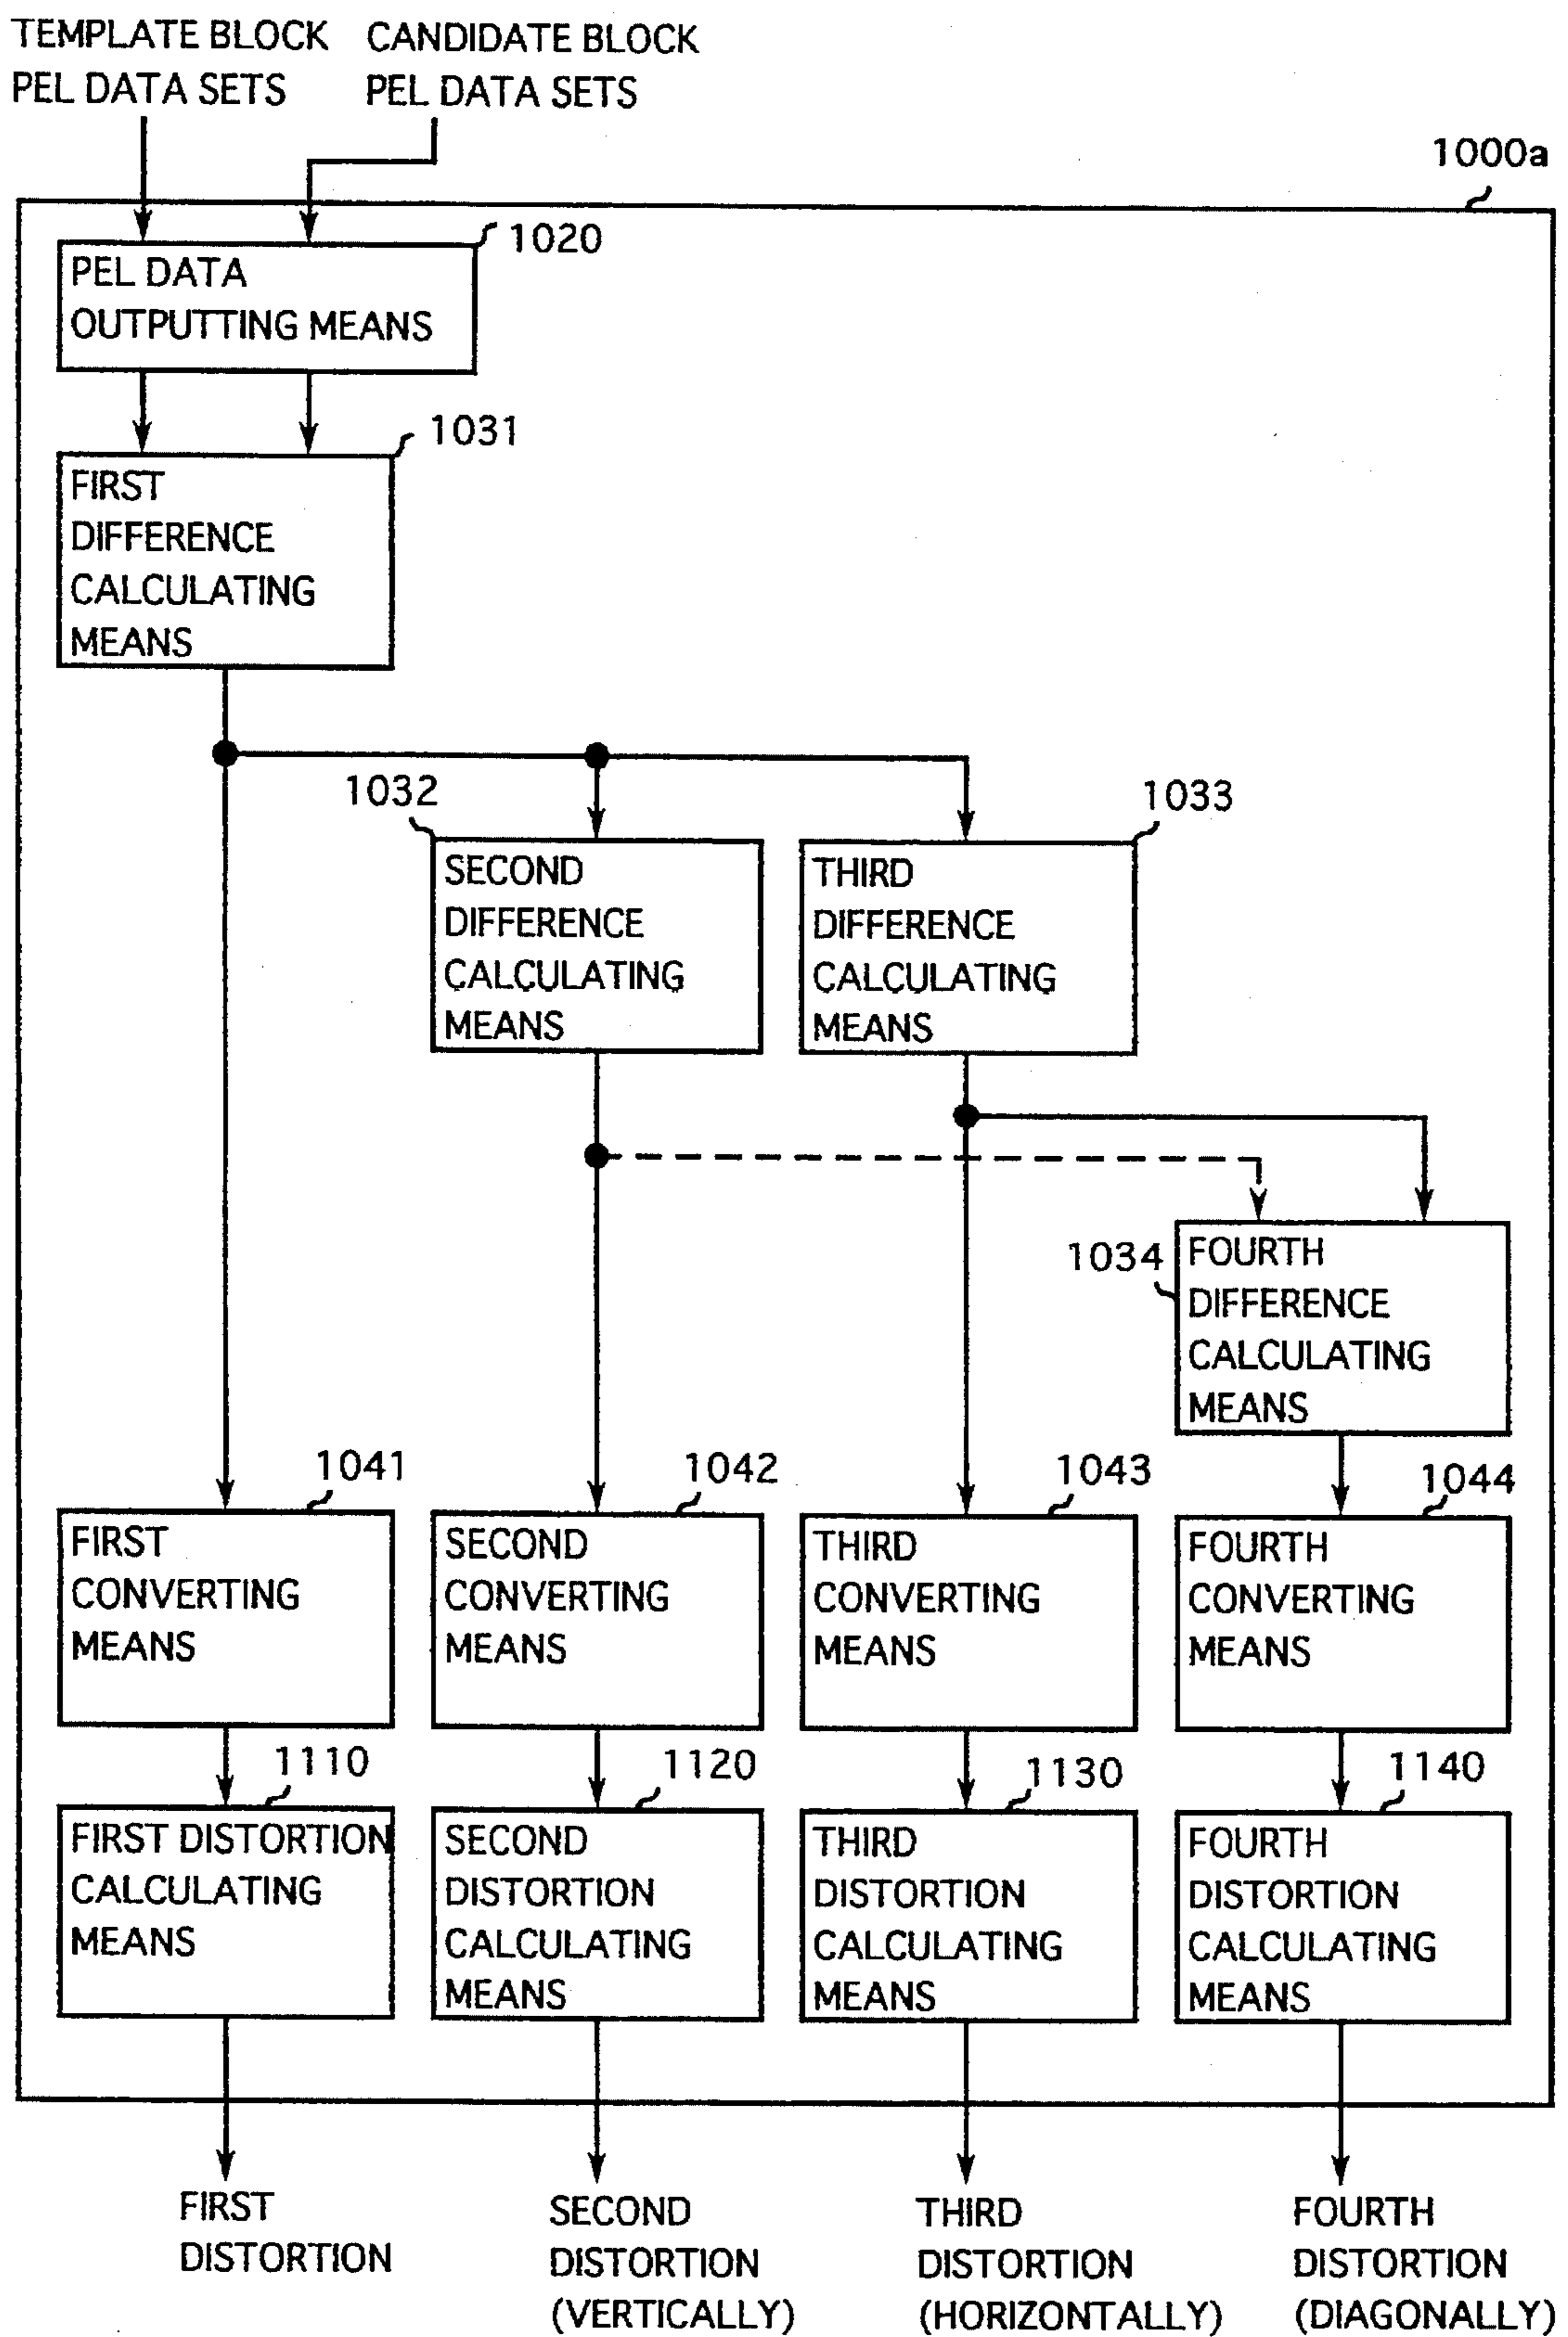 TEMPLATE BLOCK
PEL DATA SETS
CANDIDATE BLOCK
PEL DATA SETS
1000a
1020
PEL DATA
OUTPUTTING MEANS
1031
FIRST
DIFFERENCE
CALCULATING
MEANS
1032
SECOND
DIFFERENCE
CALCULATING
MEANS
1033
THIRD
DIFFERENCE
CALCULATING
MEANS
1034
FOURTH
DIFFERENCE
CALCULATING
MEANS
1041
FIRST
CONVERTING
MEANS
1042
SECOND
CONVERTING
MEANS
1043
THIRD
CONVERTING
MEANS
1044
FOURTH
CONVERTING
MEANS
1110
FIRST DISTORTION
CALCULATING
MEANS
1120
SECOND
DISTORTION
CALCULATING
MEANS
1130
THIRD
DISTORTION
CALCULATING
MEANS
1140
FOURTH
DISTORTION
CALCULATING
MEANS
FIRST
DISTORTION
SECOND
DISTORTION
(VERTICALLY)
THIRD
DISTORTION
(HORIZONTALLY)
FOURTH
DISTORTION
(DIAGONALLY)